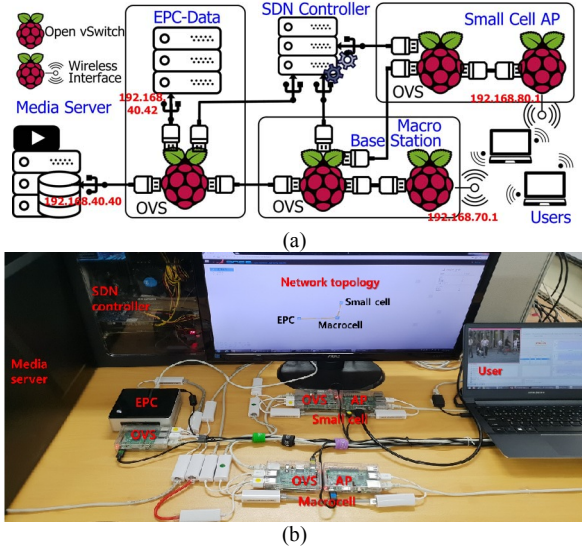 EPC-Data
SDN Controller
Small Cell AP
Open vSwitch
Wireless
Interface
OVS
192.168.80.1
Media Server
192.168.
40.42
Macro
Base Station
192.168.40.40
OVS
OVS
192.168.70.1
Users
(a)
SDN
controller
Network topology
Small cell
EPC
Macrocell
Media
server
User
EPC
OVS
OVS AP
Small cell
OVS AP
Macrocell
(b)